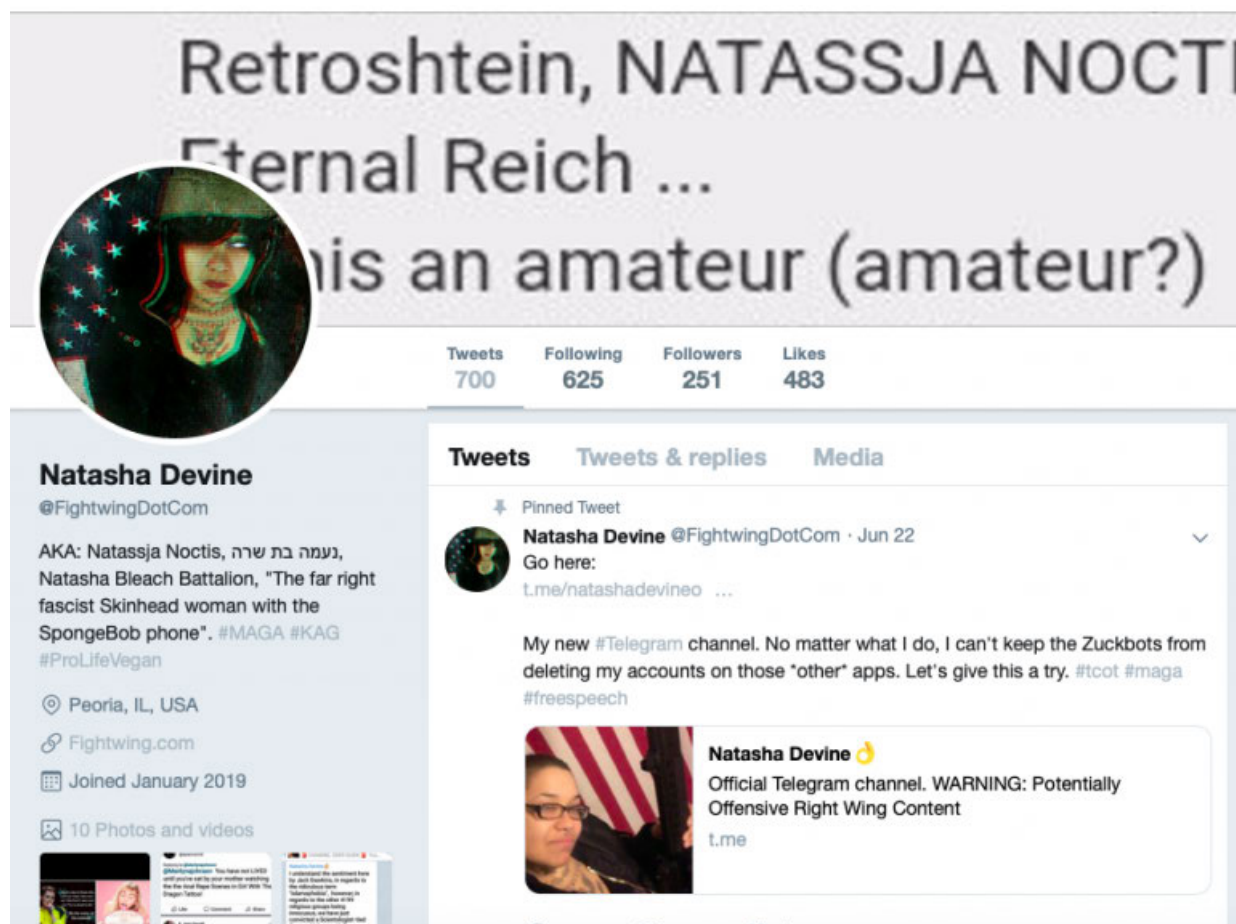 Retroshtein, NATASSJA NOCTI
Eternal Reich ...
his an amateur (amateur?)
Tweets
Following
Followers
Likes
700
625
251
483
Natasha Devine
@FightwingDotCom
AKA: Natassja Noctis, נעמה בת שרה,
Natasha Bleach Battalion, "The far right
fascist Skinhead woman with the
SpongeBob phone". #MAGA #KAG
#ProLifeVegan
Peoria, IL, USA
Fightwing.com
Joined January 2019
10 Photos and videos
Tweets Tweets & replies Media
Pinned Tweet
Natasha Devine @FightwingDotCom · Jun 22
Go here:
t.me/natashadevineo ...
My new #Telegram channel. No matter what I do, I can't keep the Zuckbots from
deleting my accounts on those *other* apps. Let's give this a try. #tcot #maga
#freespeech
Natasha Devine👌
Official Telegram channel. WARNING: Potentially
Offensive Right Wing Content
t.me